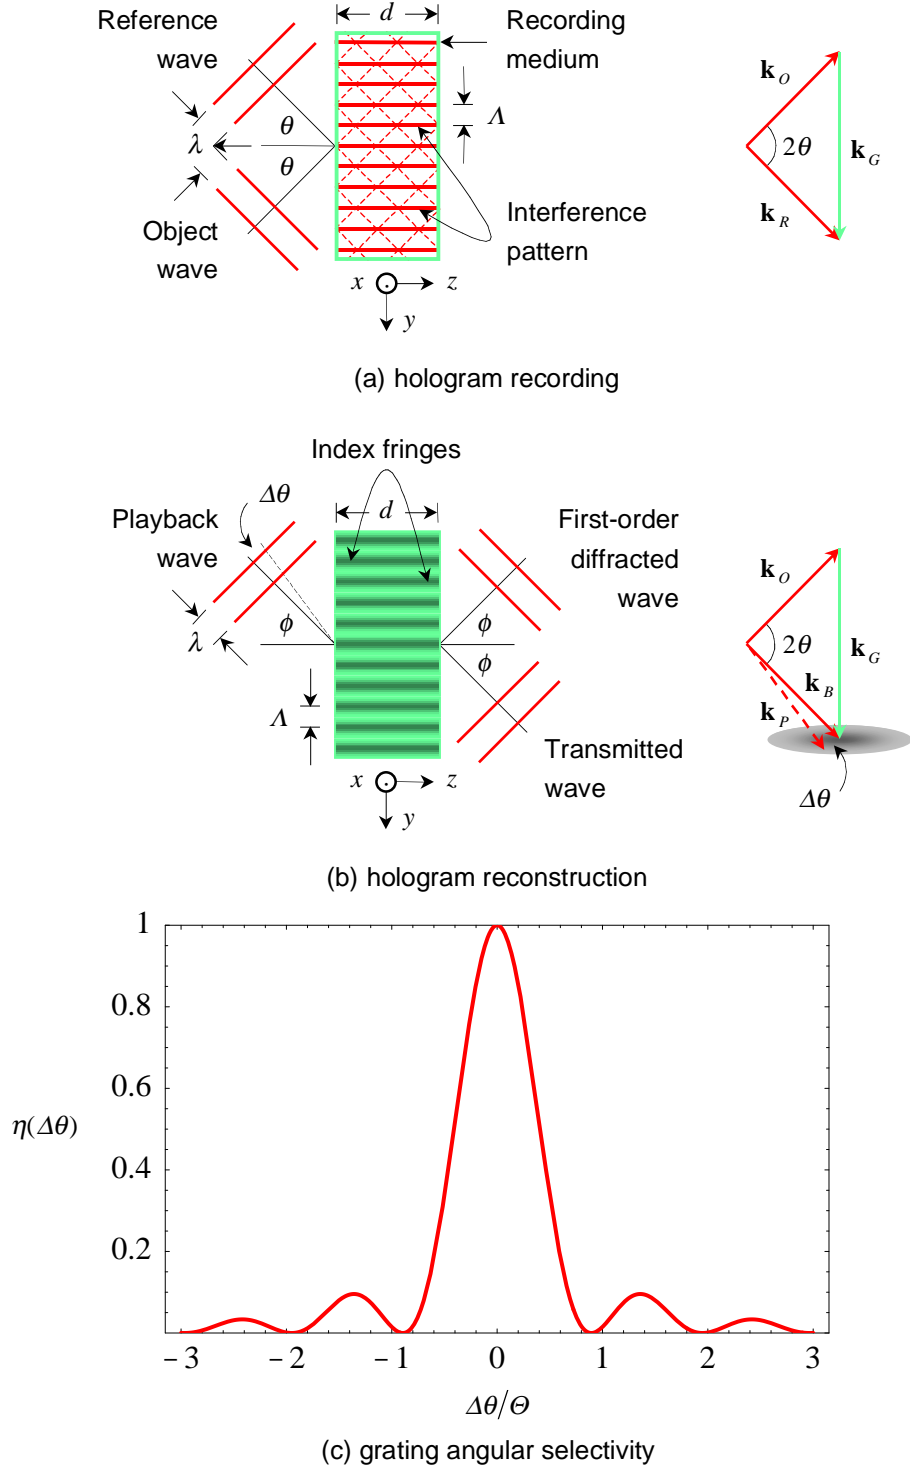 Reference
wave
d
Recording
medium
θ
λ
θ
Λ
Object
wave
Interference
pattern
x
z
y
k_O
2θ
k_G
k_R
(a) hologram recording
Index fringes
Δθ
Playback
wave
d
First-order
diffracted
wave
λ
ϕ
ϕ
ϕ
Λ
Transmitted
wave
x
z
y
k_O
2θ
k_G
k_B
k_P
Δθ
(b) hologram reconstruction
1
0.8
0.6
η(Δθ)
0.4
0.2
−3 −2 −1 0 1 2 3
Δθ/Θ
(c) grating angular selectivity